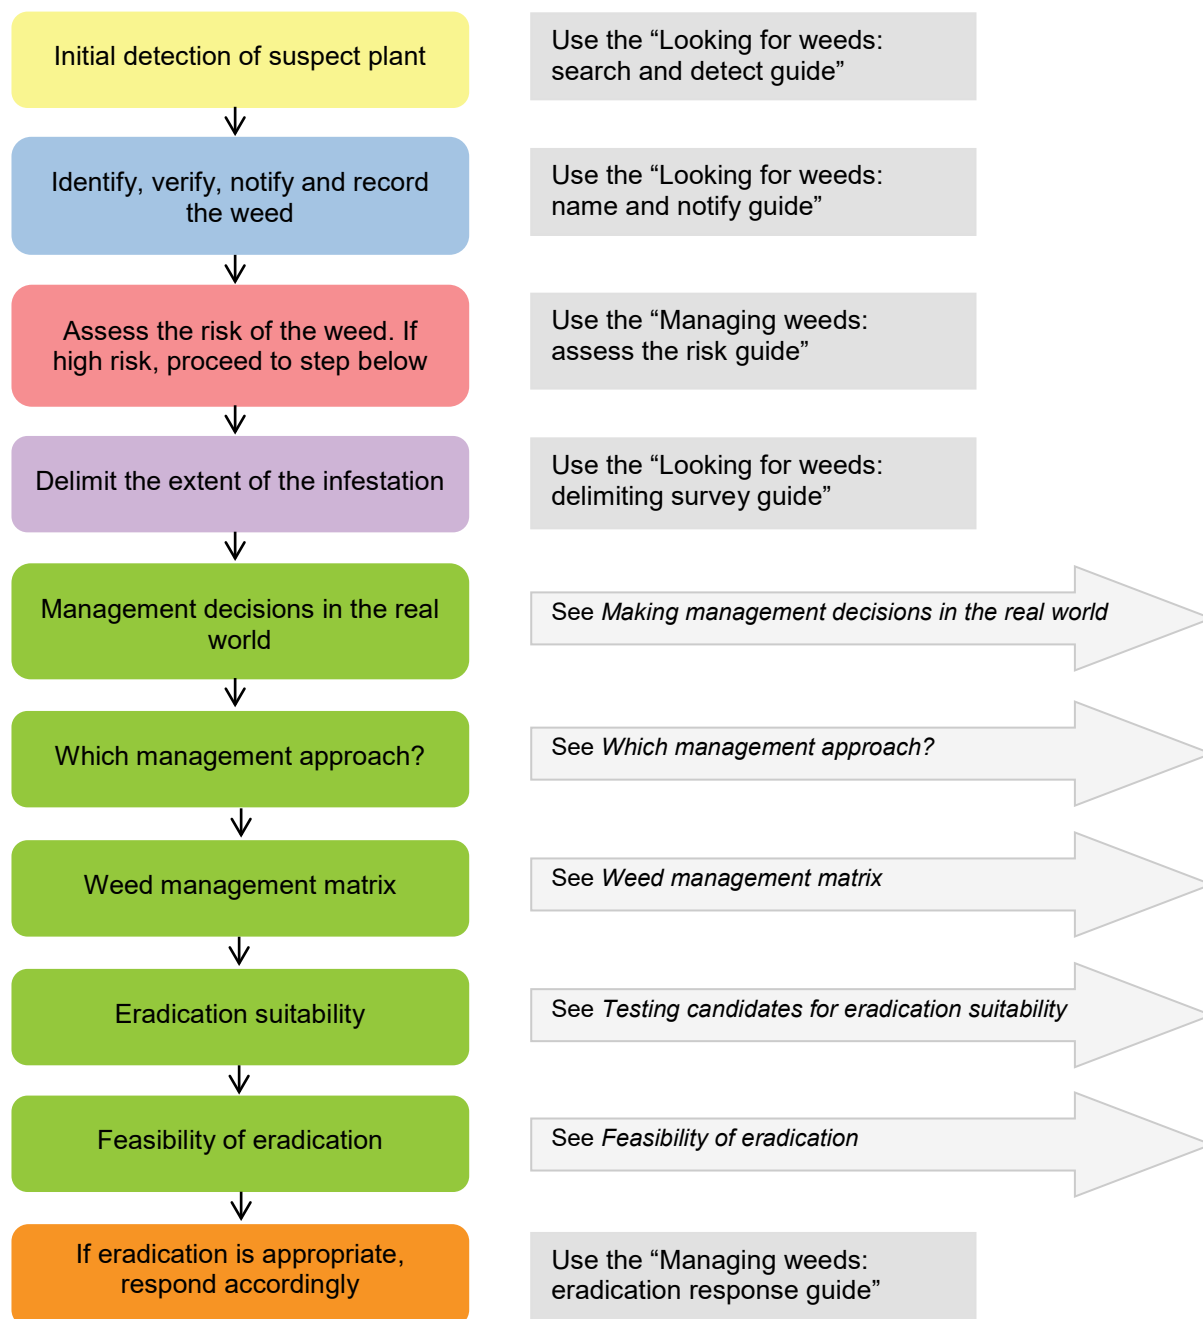 Initial detection of suspect plant
Use the “Looking for weeds:
search and detect guide”
Identify, verify, notify and record
the weed
Use the “Looking for weeds:
name and notify guide”
Assess the risk of the weed. If
high risk, proceed to step below
Use the “Managing weeds:
assess the risk guide”
Delimit the extent of the infestation
Use the “Looking for weeds:
delimiting survey guide”
Management decisions in the real
world
See Making management decisions in the real world
Which management approach?
See Which management approach?
Weed management matrix
See Weed management matrix
Eradication suitability
See Testing candidates for eradication suitability
Feasibility of eradication
See Feasibility of eradication
If eradication is appropriate,
respond accordingly
Use the “Managing weeds:
eradication response guide”